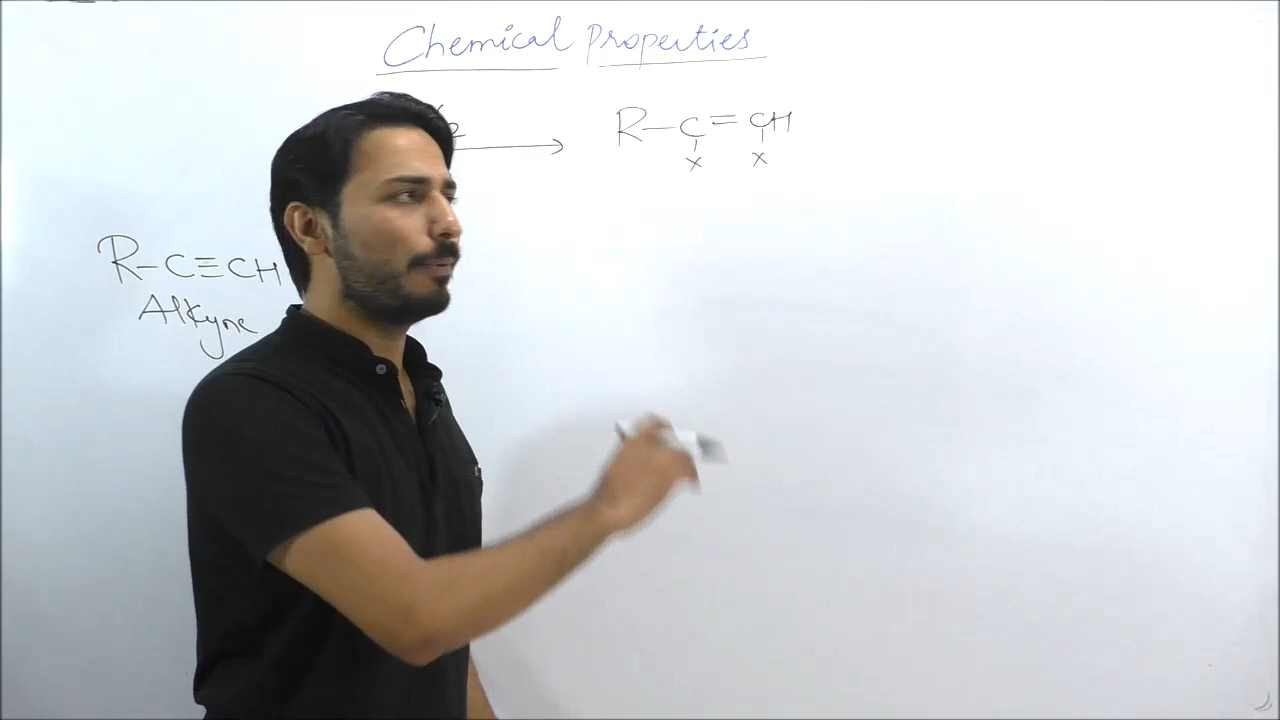 Chemical Properties
R—C=CH
x x
R-C≡CH
Alkyne